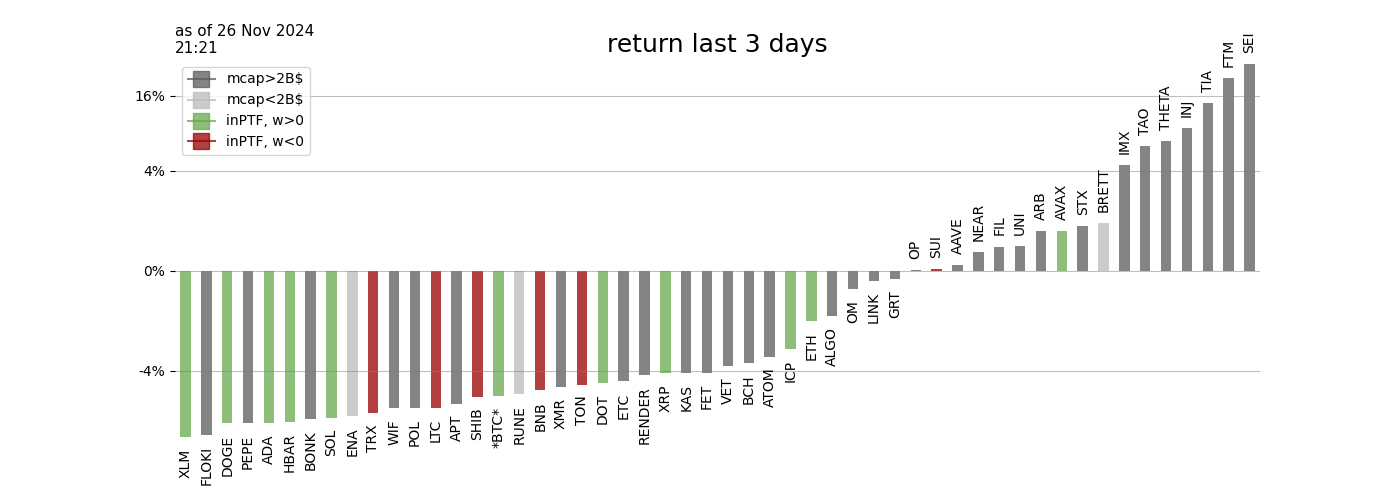 as of 26 Nov 2024
21:21
return last 3 days
mcap>2B$
mcap<2B$
inPTF, w>0
inPTF, w<0
16%
4%
0%
-4%
XLM
FLOKI
DOGE
PEPE
ADA
HBAR
BONK
SOL
ENA
TRX
WIF
POL
LTC
APT
SHIB
*BTC*
RUNE
BNB
XMR
TON
DOT
ETC
RENDER
XRP
KAS
FET
VET
BCH
ATOM
ICP
ETH
ALGO
OM
LINK
GRT
OP
SUI
AAVE
NEAR
FIL
UNI
ARB
AVAX
STX
BRETT
IMX
TAO
THETA
INJ
TIA
FTM
SEI